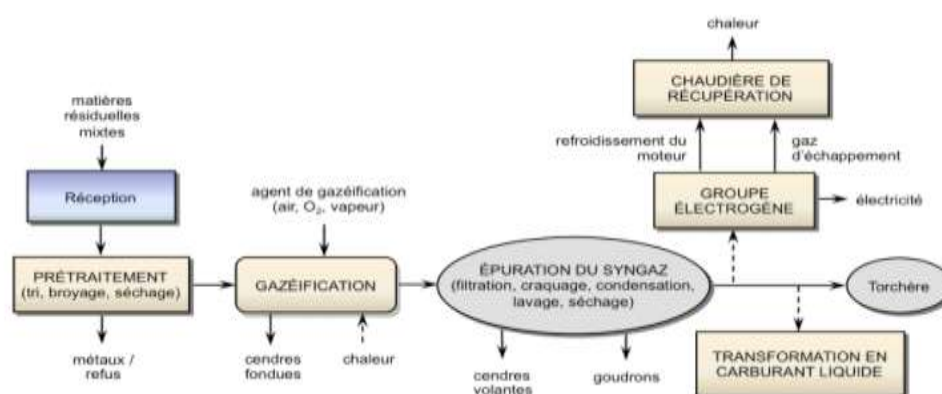 chaleur
CHAUDIÈRE DE
RÉCUPÉRATION
matières
résiduelles
mixtes
refroidissement du
moteur
gaz
d'échappement
Réception
agent de gazéification
(air, O₂, vapeur)
GROUPE
ÉLECTROGÈNE
électricité
PRÉTRAITEMENT
(tri, broyage, séchage)
GAZÉIFICATION
ÉPURATION DU SYNGAZ
(filtration, craquage, condensation,
lavage, séchage)
Torchère
métaux /
refus
cendres
fondues
chaleur
cendres
volantes
goudrons
TRANSFORMATION EN
CARBURANT LIQUIDE